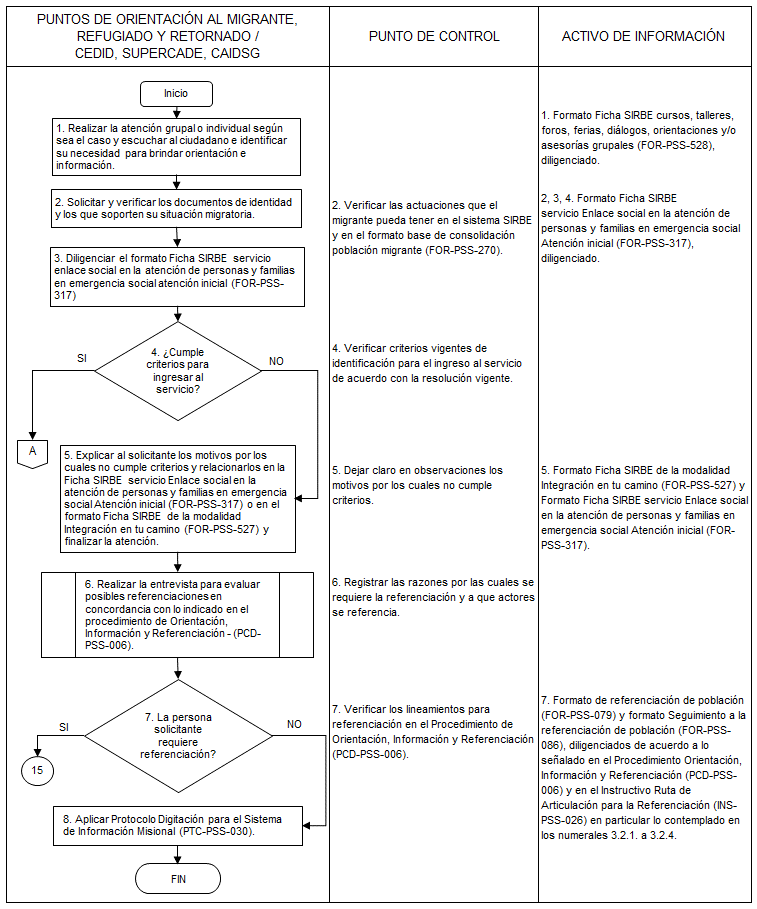 PUNTOS DE ORIENTACIÓN AL MIGRANTE,
REFUGIADO Y RETORNADO /
CEDID, SUPERCADE, CAIDSG
PUNTO DE CONTROL
ACTIVO DE INFORMACIÓN
Inicio
1. Realizar la atención grupal o individual según
sea el caso y escuchar al ciudadano e identificar
su necesidad para brindar orientación e
información.
1. Formato Ficha SIRBE cursos, talleres,
foros, ferias, diálogos, orientaciones y/o
asesorías grupales (FOR-PSS-528),
diligenciado.
2. Solicitar y verificar los documentos de identidad
y los que soporten su situación migratoria.
2. Verificar las actuaciones que el
migrante pueda tener en el sistema SIRBE
y en el formato base de consolidación
población migrante (FOR-PSS-270).
2, 3, 4. Formato Ficha SIRBE
servicio Enlace social en la atención de
personas y familias en emergencia social
Atención inicial (FOR-PSS-317),
diligenciado.
3. Diligenciar el formato Ficha SIRBE servicio
enlace social en la atención de personas y familias
en emergencia social atención inicial (FOR-PSS-
317)
4. ¿Cumple
criterios para
ingresar al
servicio?
SI
NO
4. Verificar criterios vigentes de
identificación para el ingreso al servicio
de acuerdo con la resolución vigente.
A
5. Explicar al solicitante los motivos por los
cuales no cumple criterios y relacionarlos en la
Ficha SIRBE servicio Enlace social en la
atención de personas y familias en emergencia
social Atención inicial (FOR-PSS-317) o en el
formato Ficha SIRBE de la modalidad
Integración en tu camino (FOR-PSS-527) y
finalizar la atención.
5. Dejar claro en observaciones los
motivos por los cuales no cumple
criterios.
5. Formato Ficha SIRBE de la modalidad
Integración en tu camino (FOR-PSS-527) y
Formato Ficha SIRBE servicio Enlace social
en la atención de personas y familias en
emergencia social Atención inicial (FOR-
PSS-317).
6. Realizar la entrevista para evaluar
posibles referenciaciones en
concordancia con lo indicado en el
procedimiento de Orientación,
Información y Referenciación - (PCD-
PSS-006).
6. Registrar las razones por las cuales se
requiere la referenciación y a que actores
se referencia.
7. La persona
solicitante
requiere
referenciación?
SI
NO
15
7. Verificar los lineamientos para
referenciación en el Procedimiento de
Orientación, Información y Referenciación
(PCD-PSS-006).
7. Formato de referenciación de población
(FOR-PSS-079) y formato Seguimiento a la
referenciación de población (FOR-PSS-
086), diligenciados de acuerdo a lo
señalado en el Procedimiento Orientación,
Información y Referenciación (PCD-PSS-
006) y en el Instructivo Ruta de
Articulación para la Referenciación (INS-
PSS-026) en particular lo contemplado en
los numerales 3.2.1. a 3.2.4.
8. Aplicar Protocolo Digitación para el Sistema
de Información Misional (PTC-PSS-030).
FIN